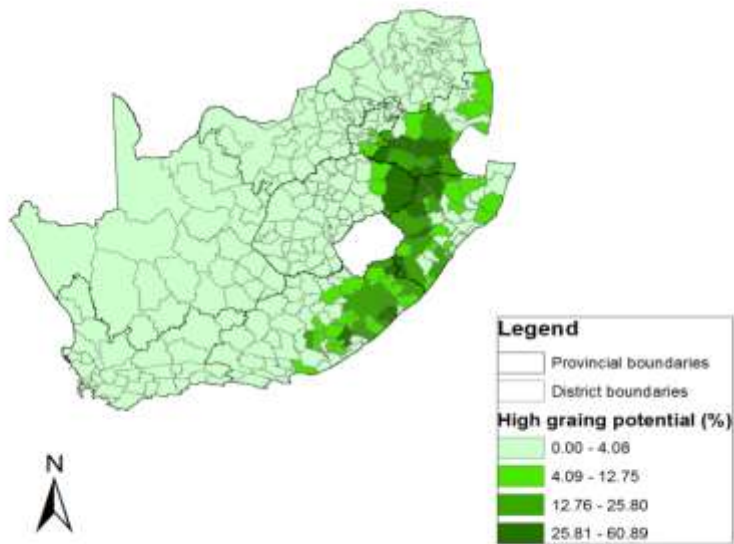 Legend
Provincial boundaries
District boundaries
High graing potential (%)
0.00 - 4.08
4.09 - 12.75
12.76 - 25.80
25.81 - 60.89
N